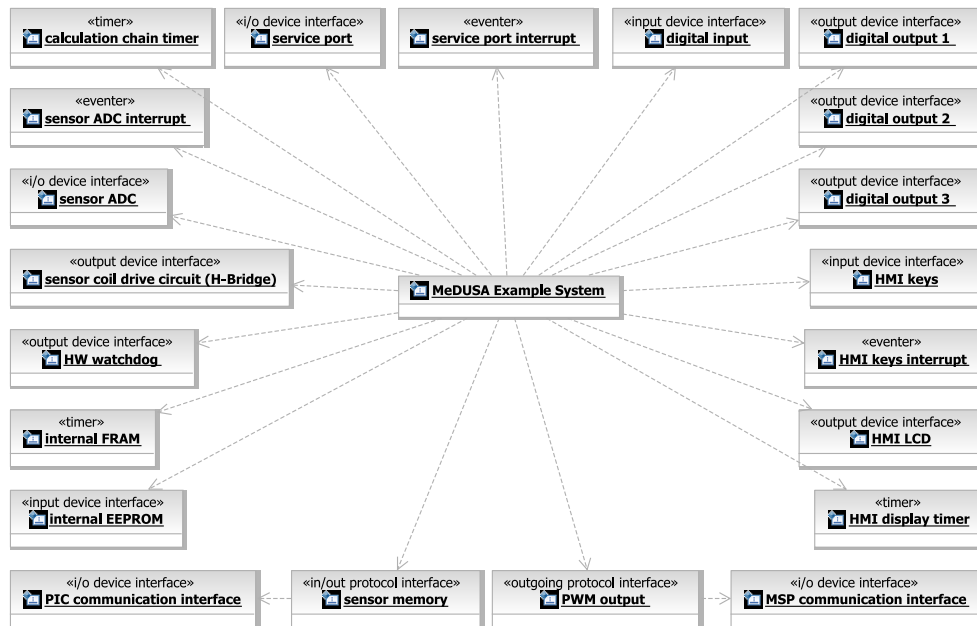 «timer»
calculation chain timer
«i/o device interface»
service port
«eventer»
service port interrupt
«input device interface»
digital input
«output device interface»
digital output 1
«eventer»
sensor ADC interrupt
«output device interface»
digital output 2
«i/o device interface»
sensor ADC
«output device interface»
digital output 3
«output device interface»
sensor coil drive circuit (H-Bridge)
MeDUSA Example System
«input device interface»
HMI keys
«output device interface»
HW watchdog
«eventer»
HMI keys interrupt
«timer»
internal FRAM
«output device interface»
HMI LCD
«input device interface»
internal EEPROM
«timer»
HMI display timer
«i/o device interface»
PIC communication interface
«in/out protocol interface»
sensor memory
«outgoing protocol interface»
PWM output
«i/o device interface»
MSP communication interface